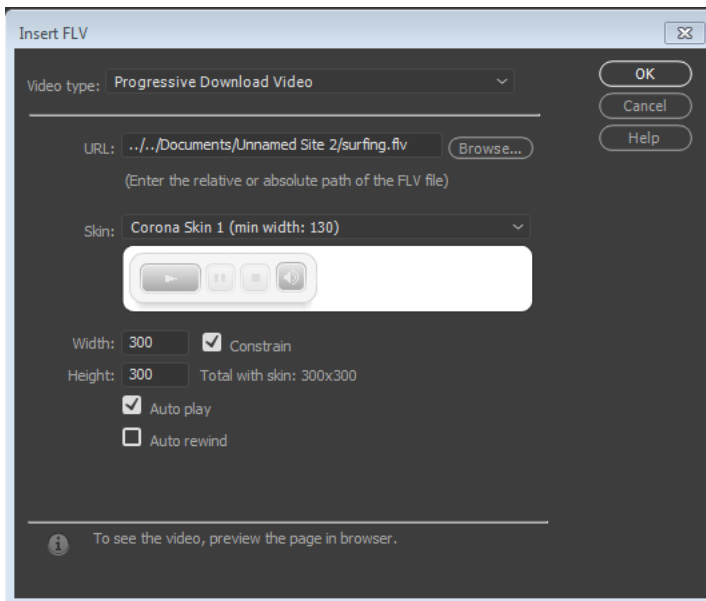 Insert FLV
Video type: Progressive Download Video
OK
Cancel
Help
URL: ../../Documents/Unnamed Site 2/surfing.flv Browse...
(Enter the relative or absolute path of the FLV file)
Skin: Corona Skin 1 (min width: 130)
Width: 300 Constrain
Height: 300 Total with skin: 300x300
Auto play
Auto rewind
To see the video, preview the page in browser.